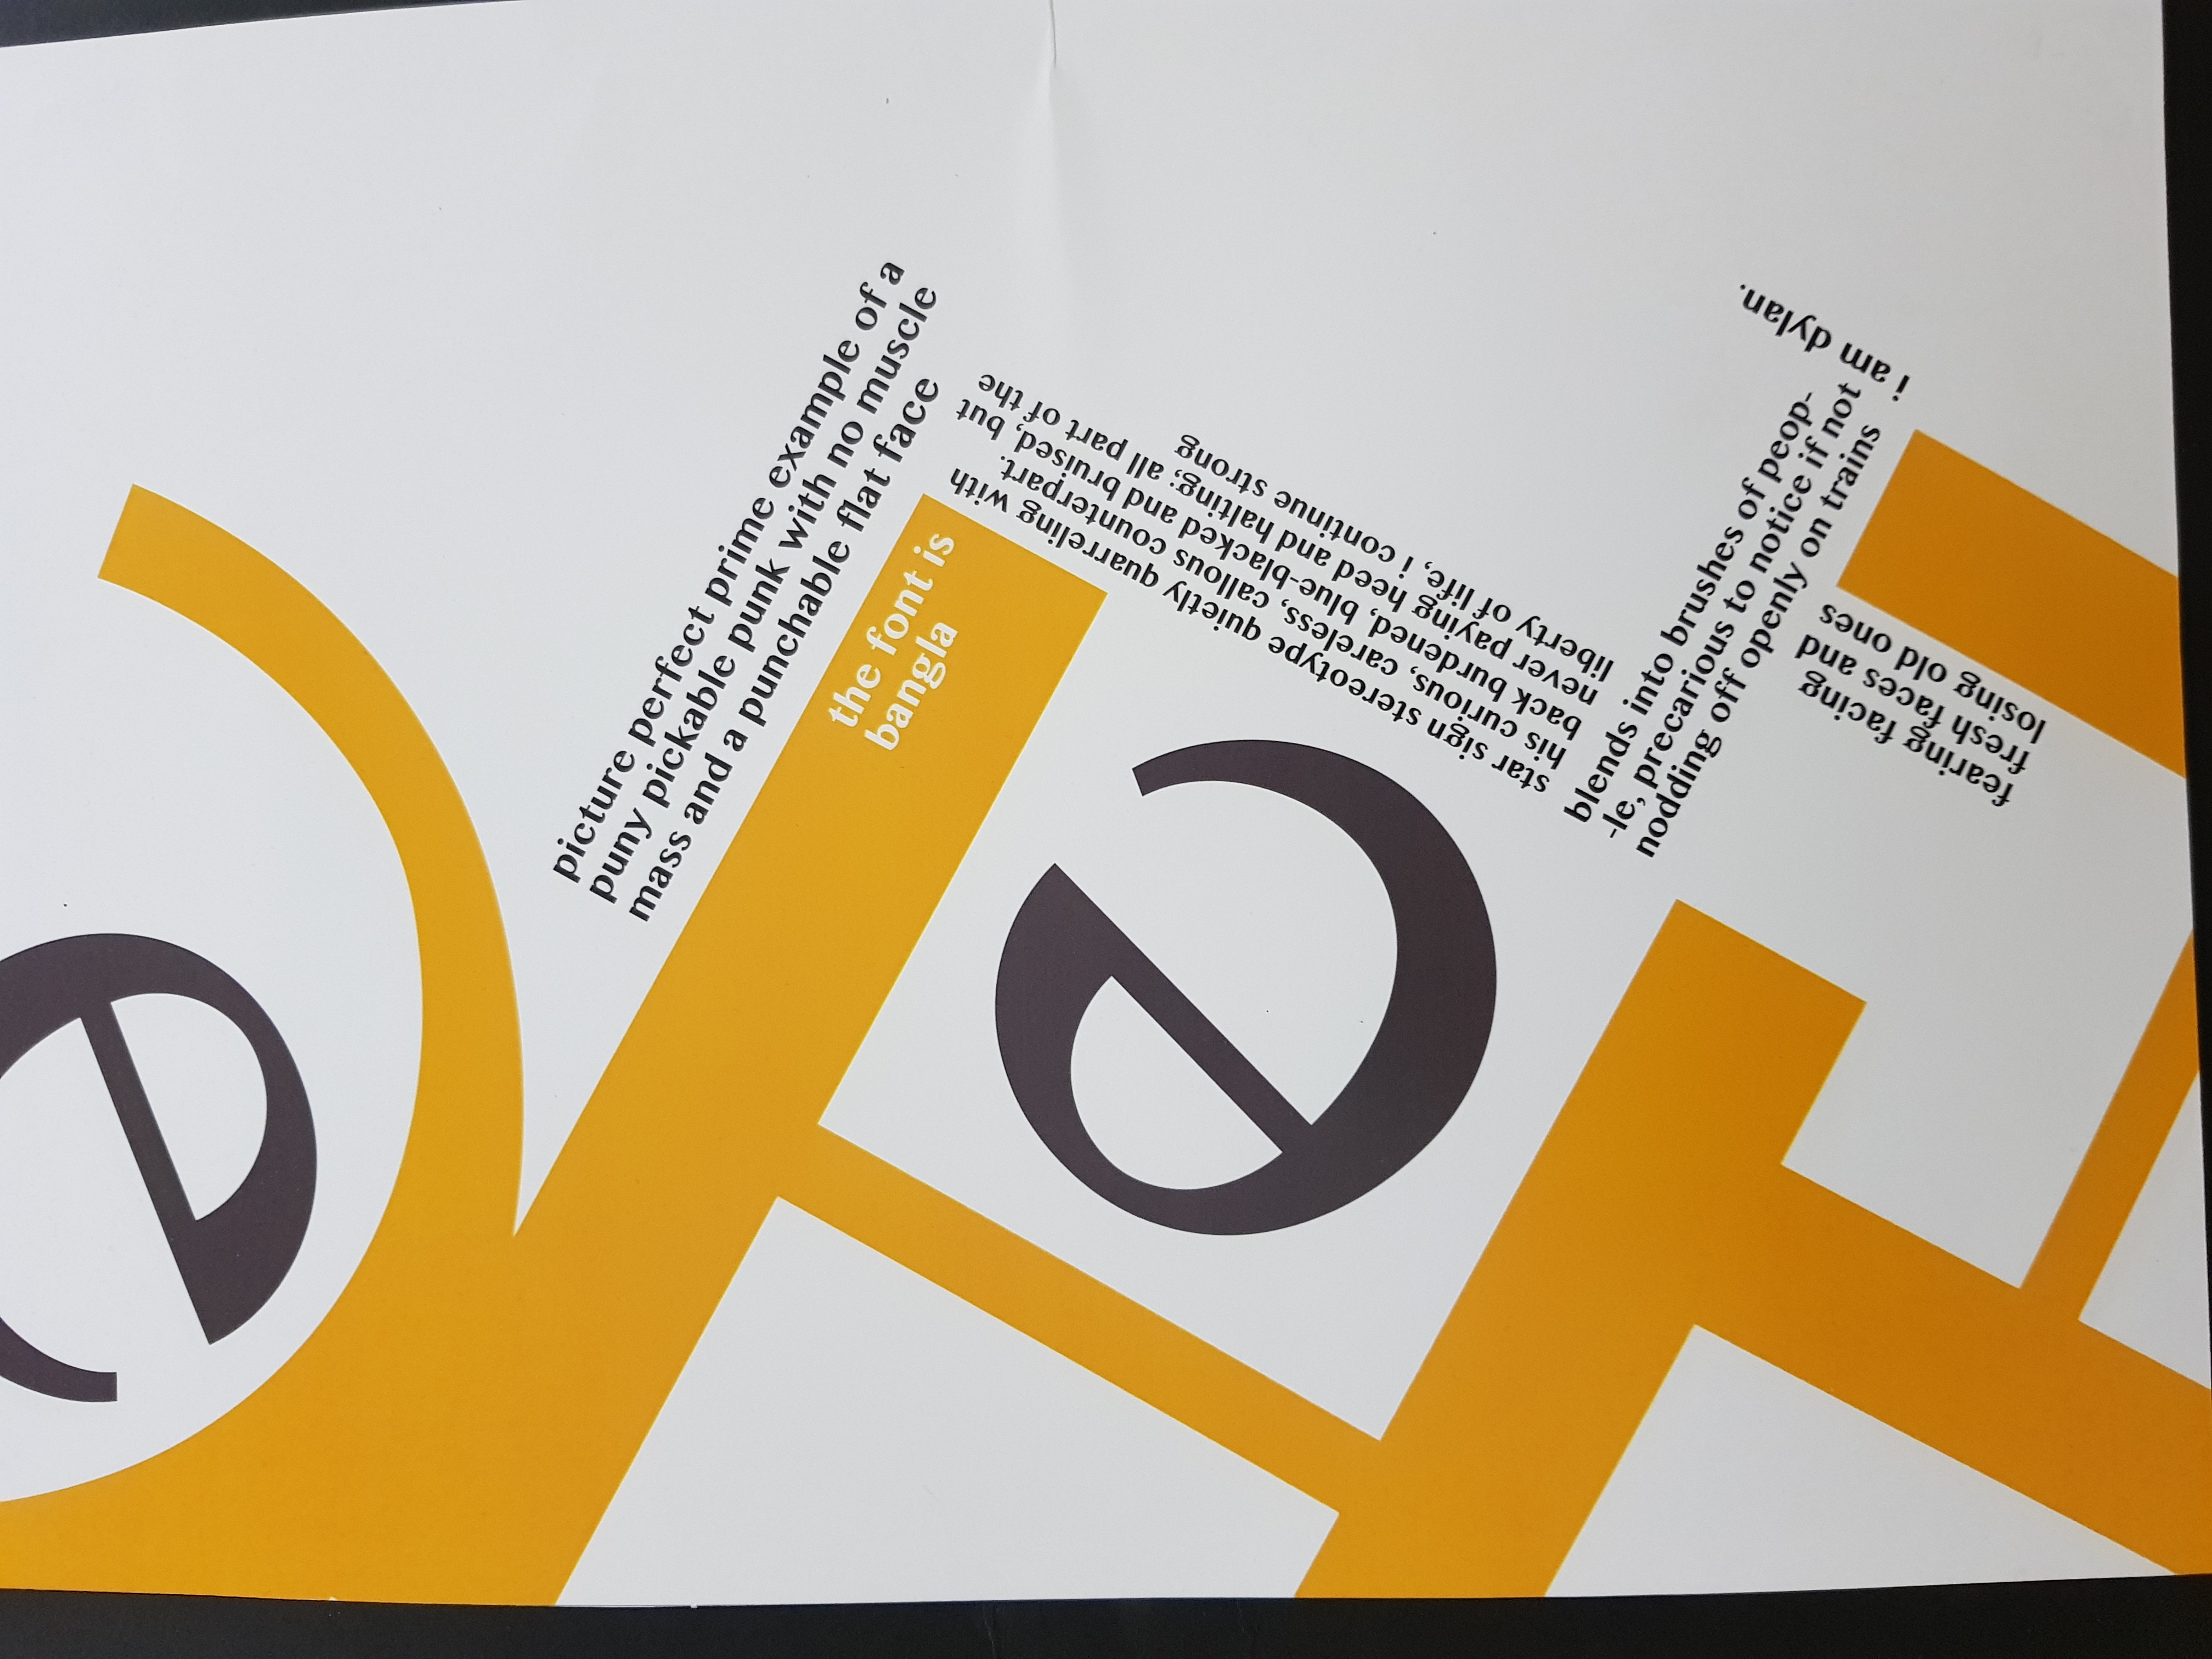 e
picture perfect prime example of a
puny pickable punk with no muscle
mass and a punchable flat face
the font is
bangla
e
star sign stereotype quietly quarreling with
his curious, careless, callous counterpart.
back burdened, blue-blacked and bruised, but
never paying heed and halting; all part of the
liberty of life, i continue strong
blends into brushes of peop-
-le, precarious to notice if not
nodding off openly on trains
fearing facing
fresh faces and
losing old ones
i am dylan.